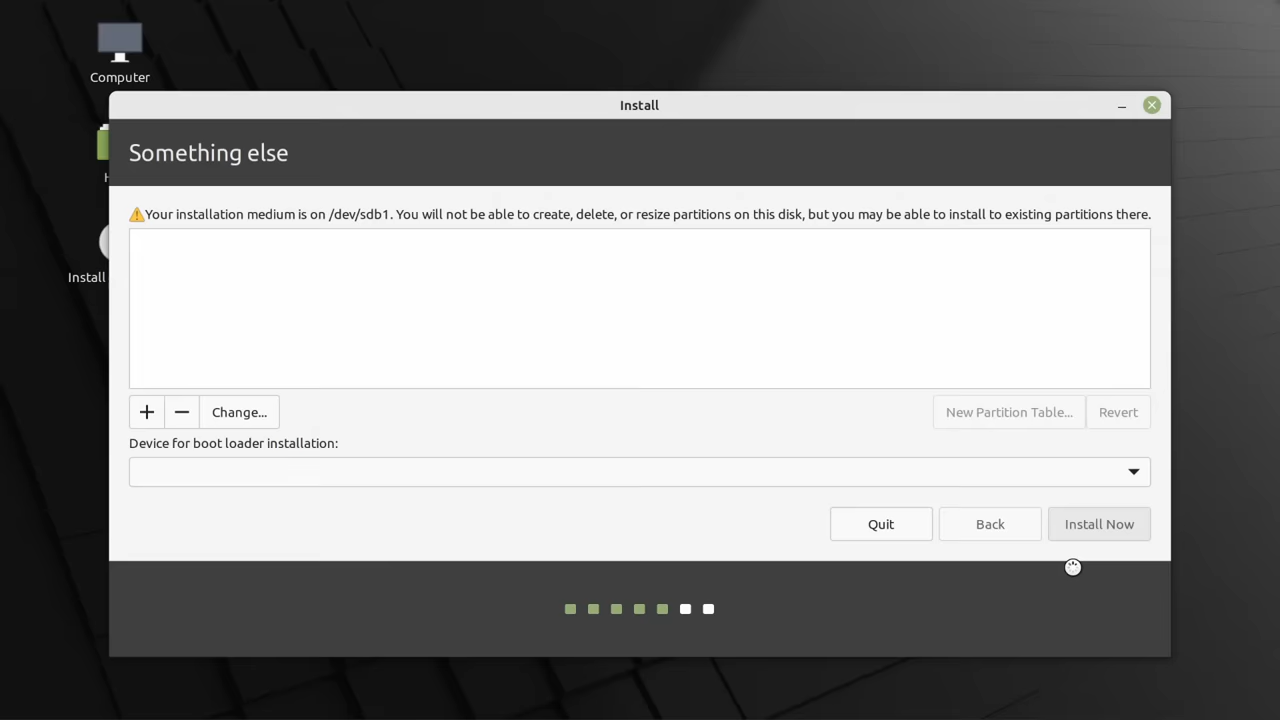 Computer
Install
Something else
H
Your installation medium is on /dev/sdb1. You will not be able to create, delete, or resize partitions on this disk, but you may be able to install to existing partitions there.
Install
+ − Change... New Partition Table... Revert
Device for boot loader installation:
Quit Back Install Now